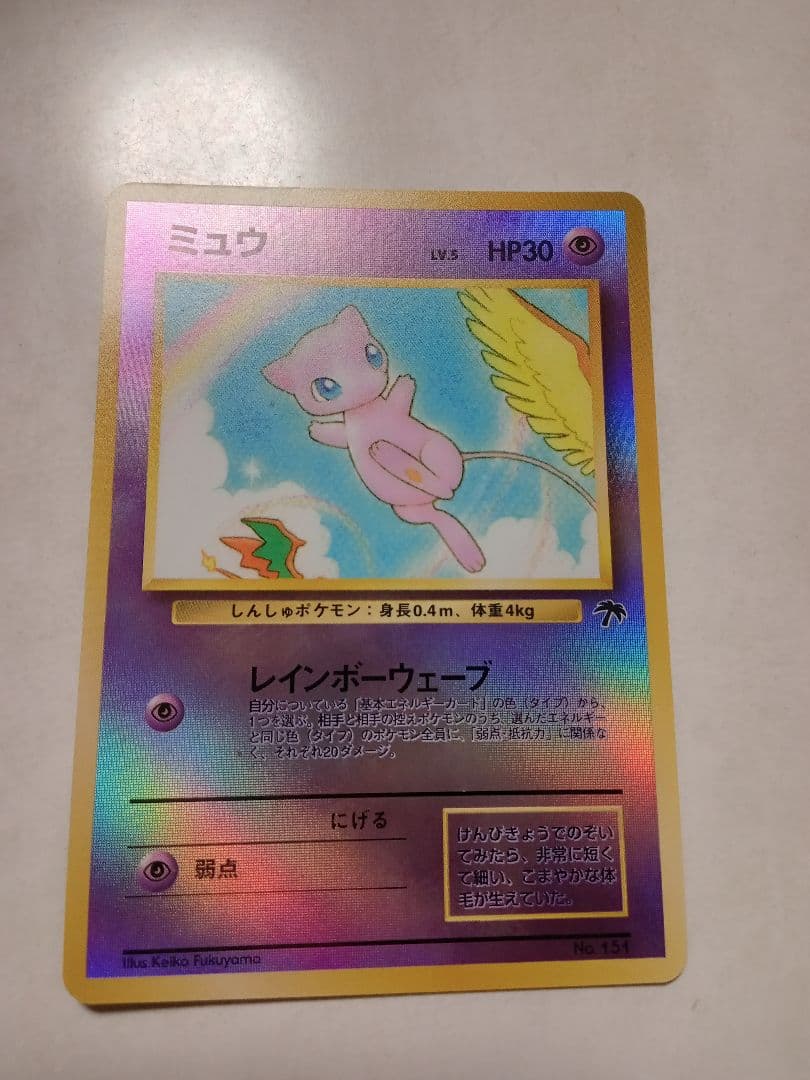 ミュウ LV.5 HP30
しんしゅポケモン：身長0.4m、体重4kg
レインボーウェーブ
自分についている「基本エネルギーカード」の色（タイプ）から、
1つを選ぶ。相手と相手の控えポケモンのうち、選んだエネルギー
と同じ色（タイプ）のポケモン全員に、「弱点・抵抗力」に関係な
く、それぞれ20ダメージ。
にげる
弱点
けんびきょうでのぞい
てみたら、非常に短く
て細い、こまやかな体
毛が生えていた。
Illus.Keiko Fukuyama
No.151